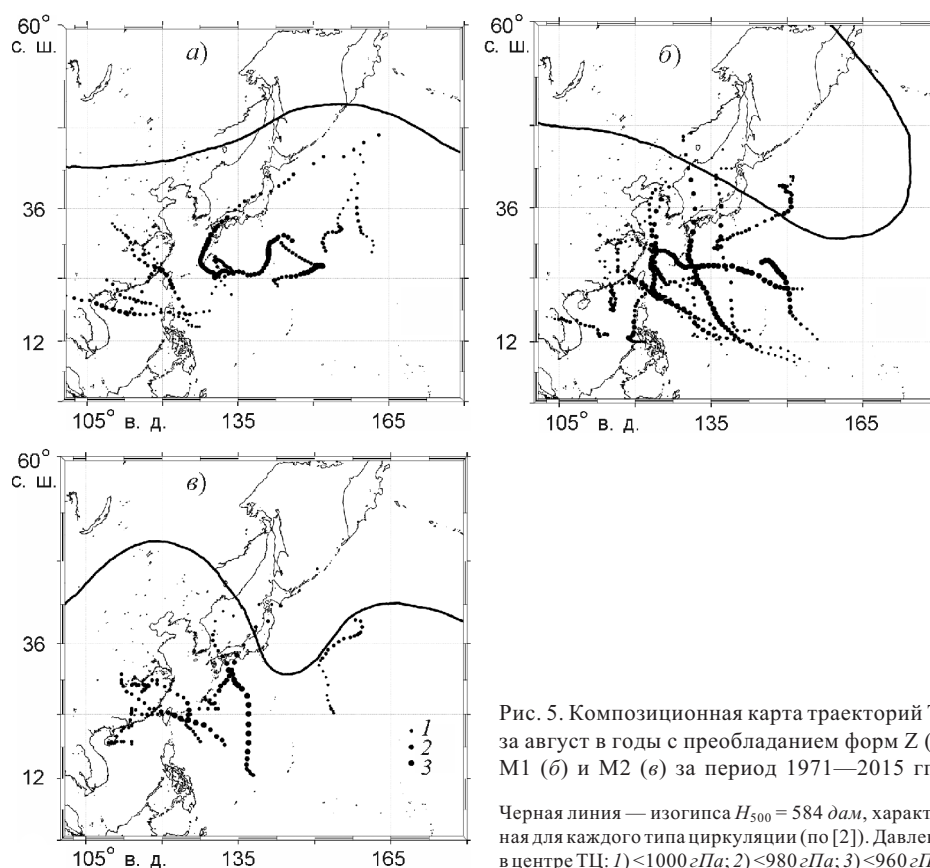 60°
с. ш.
а)
36
12
105° в. д. 135 165
60°
с. ш.
б)
36
12
105° в. д. 135 165
60°
с. ш.
в)
36
12
1
2
3
105° в. д. 135 165
Рис. 5. Композиционная карта траекторий
за август в годы с преобладанием форм Z (
М1 (б) и М2 (в) за период 1971—2015 гг
Черная линия — изогипса H500 = 584 дам,
ная для каждого типа циркуляции (по [2]).
в центре ТЦ: 1) <1000 гПа; 2) <980 гПа; 3) <960